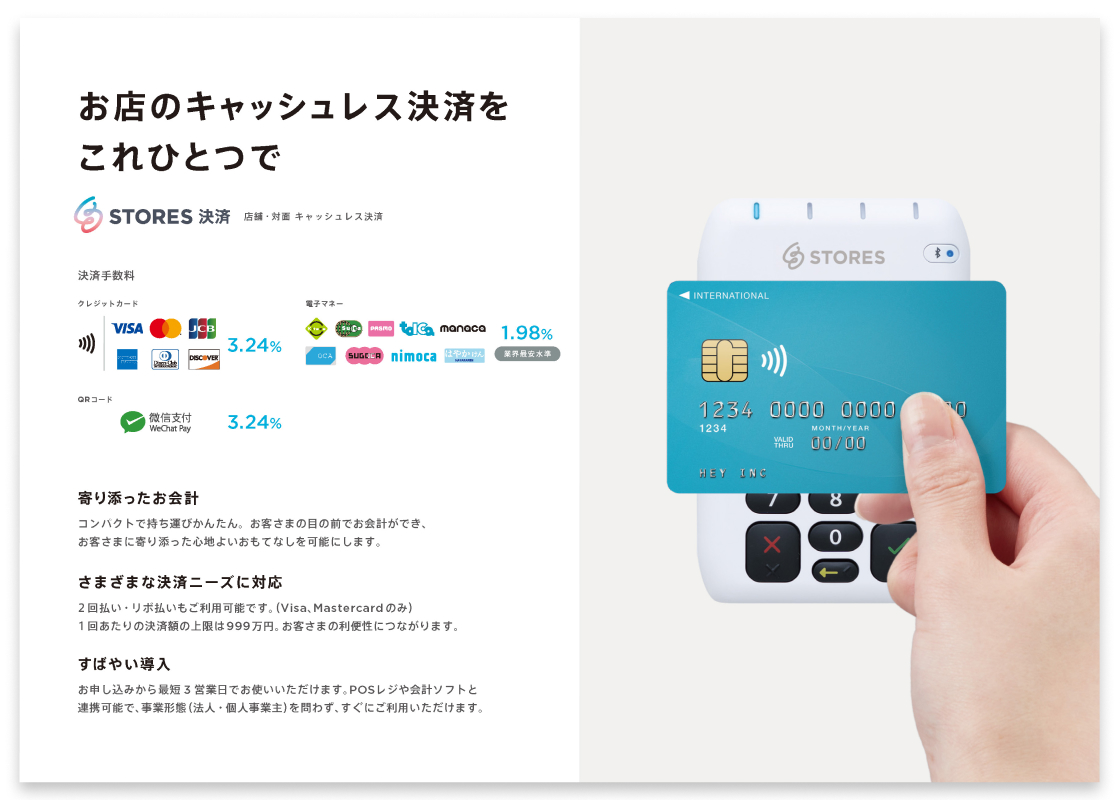 お店のキャッシュレス決済を
これひとつで
STORES 決済 店舗・対面 キャッシュレス決済
決済手数料
クレジットカード
VISA
JCB
DISCOVER
3.24%
電子マネー
Suica
PASMO
manaca
SUGOCA
nimoca
はやかけん
1.98%
業界最安水準
QRコード
微信支付
WeChat Pay
3.24%
寄り添ったお会計
コンパクトで持ち運びかんたん。お客さまの目の前でお会計ができ、
お客さまに寄り添った心地よいおもてなしを可能にします。
さまざまな決済ニーズに対応
2回払い・リボ払いもご利用可能です。(Visa、Mastercardのみ)
1回あたりの決済額の上限は999万円。お客さまの利便性につながります。
すばやい導入
お申し込みから最短3営業日でお使いいただけます。POSレジや会計ソフトと
連携可能で、事業形態(法人・個人事業主)を問わず、すぐにご利用いただけます。
STORES
INTERNATIONAL
1234 0000 0000
1234
MONTH/YEAR
VALID
THRU
00/00
HEY INC
7
8
0